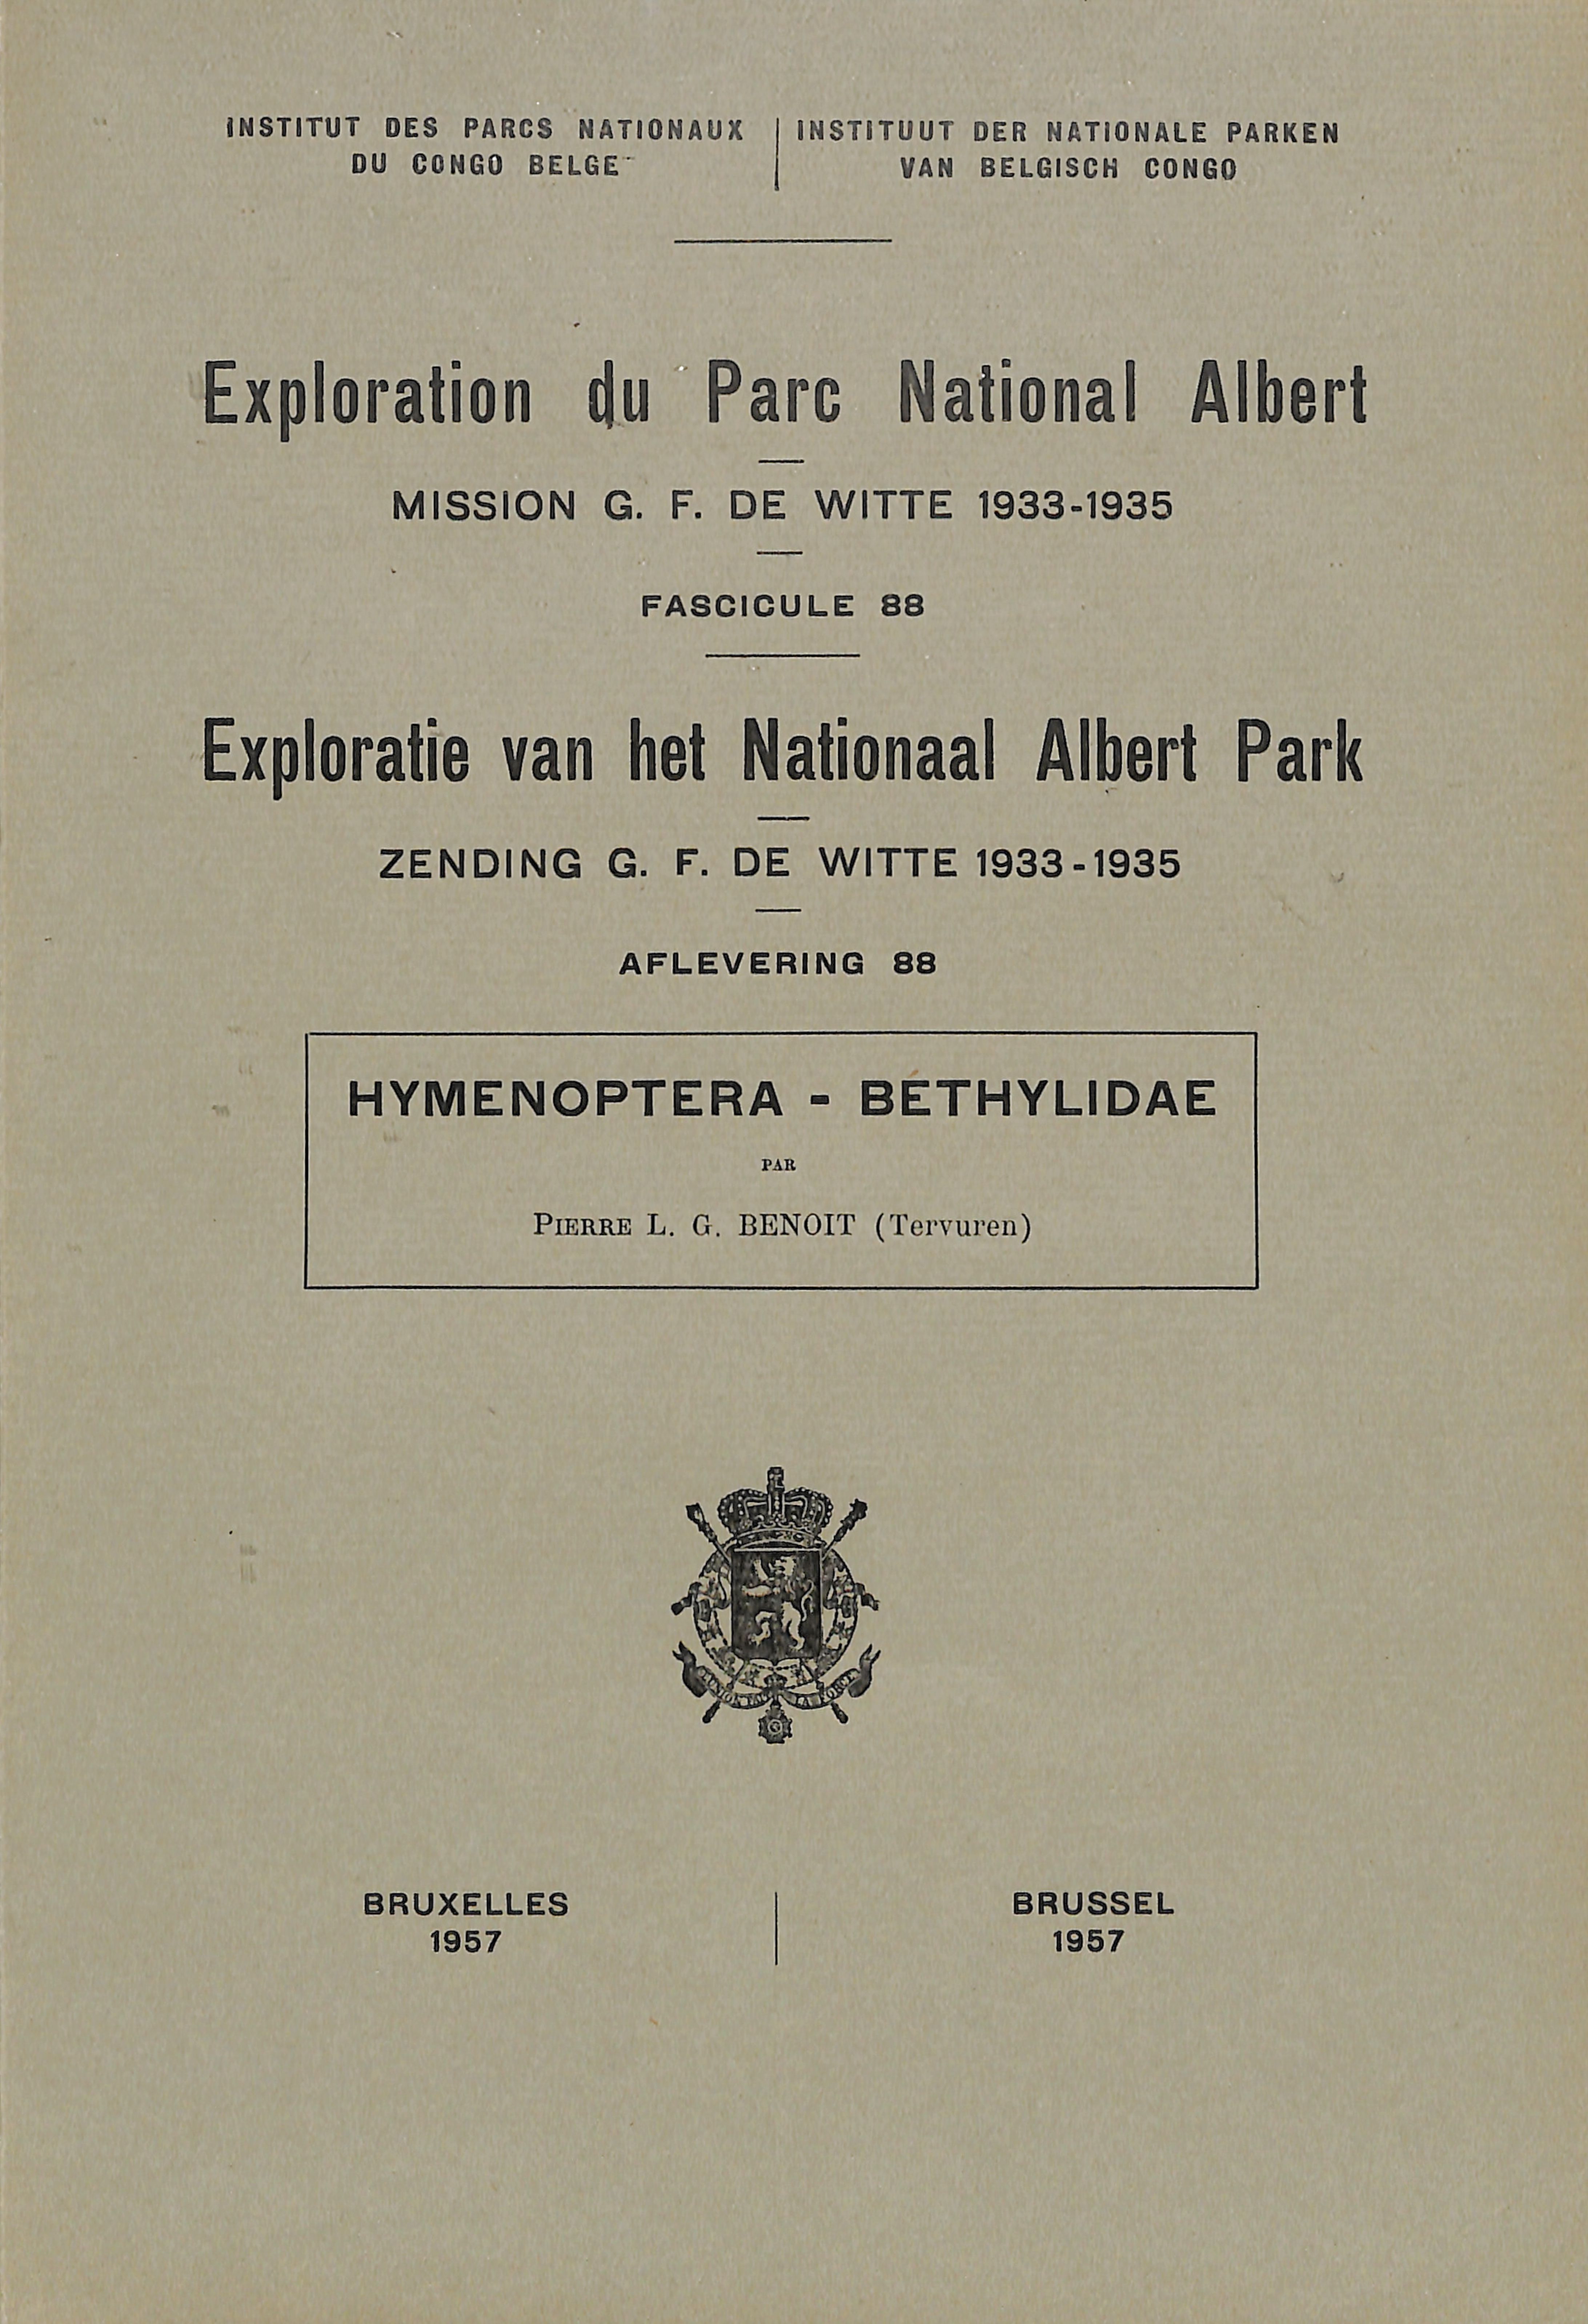 INSTITUT DES PARCS NATIONAUX
DU CONGO BELGE
INSTITUUT DER NATIONALE PARKEN
VAN BELGISCH CONGO
Exploration du Parc National Albert
MISSION G. F. DE WITTE 1933-1935
FASCICULE 88
Exploratie van het Nationaal Albert Park
ZENDING G. F. DE WITTE 1933-1935
AFLEVERING 88
HYMENOPTERA - BETHYLIDAE
PAR
PIERRE L. G. BENOIT (Tervuren)
LA FORCE
BRUXELLES
1957
BRUSSEL
1957